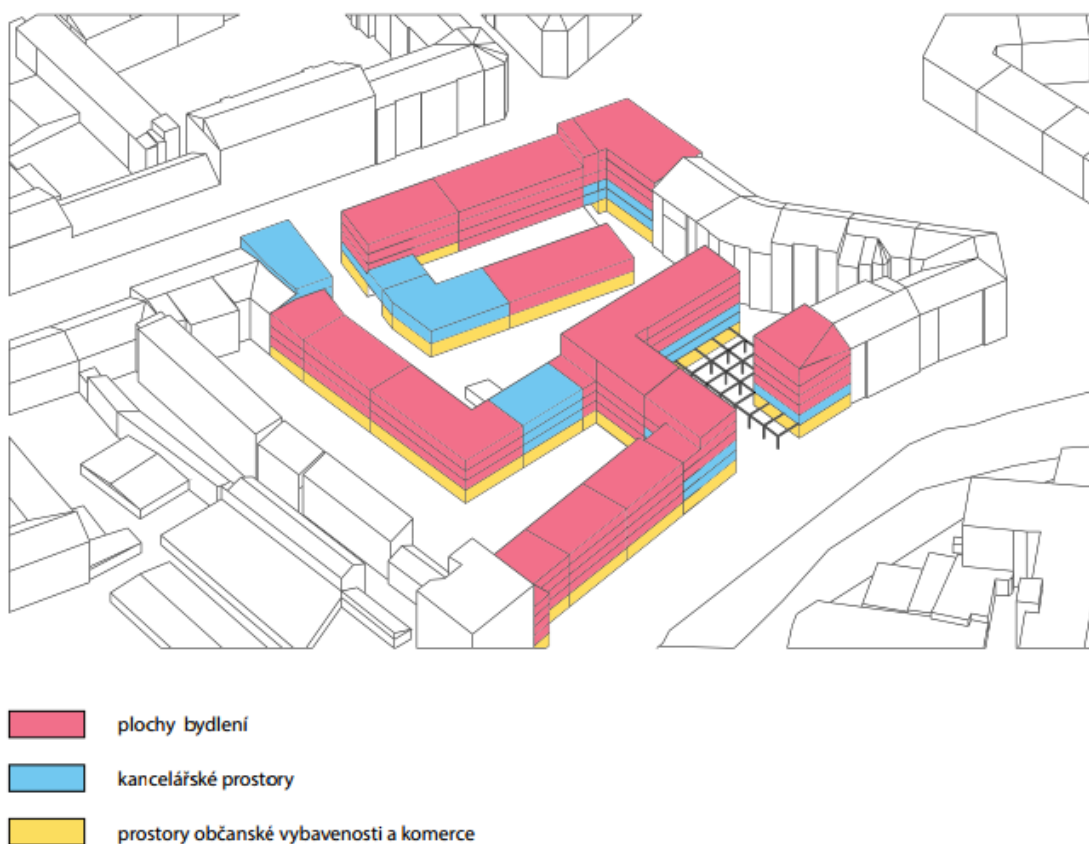 plochy bydlení
kancelářské prostory
prostory občanské vybavenosti a komerce